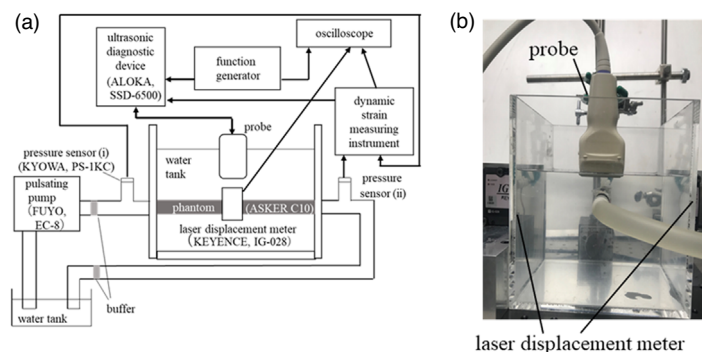 (a)
ultrasonic
diagnostic
device
(ALOKA,
SSD-6500)
function
generator
oscilloscope
dynamic
strain
measuring
instrument
probe
pressure sensor (i)
(KYOWA, PS-1KC)
water
tank
pressure
sensor (ii)
pulsating
pump
(FUYO,
EC-8)
phantom
(ASKER C10)
laser displacement meter
(KEYENCE, IG-028)
buffer
water tank
(b)
probe
IG
laser displacement meter